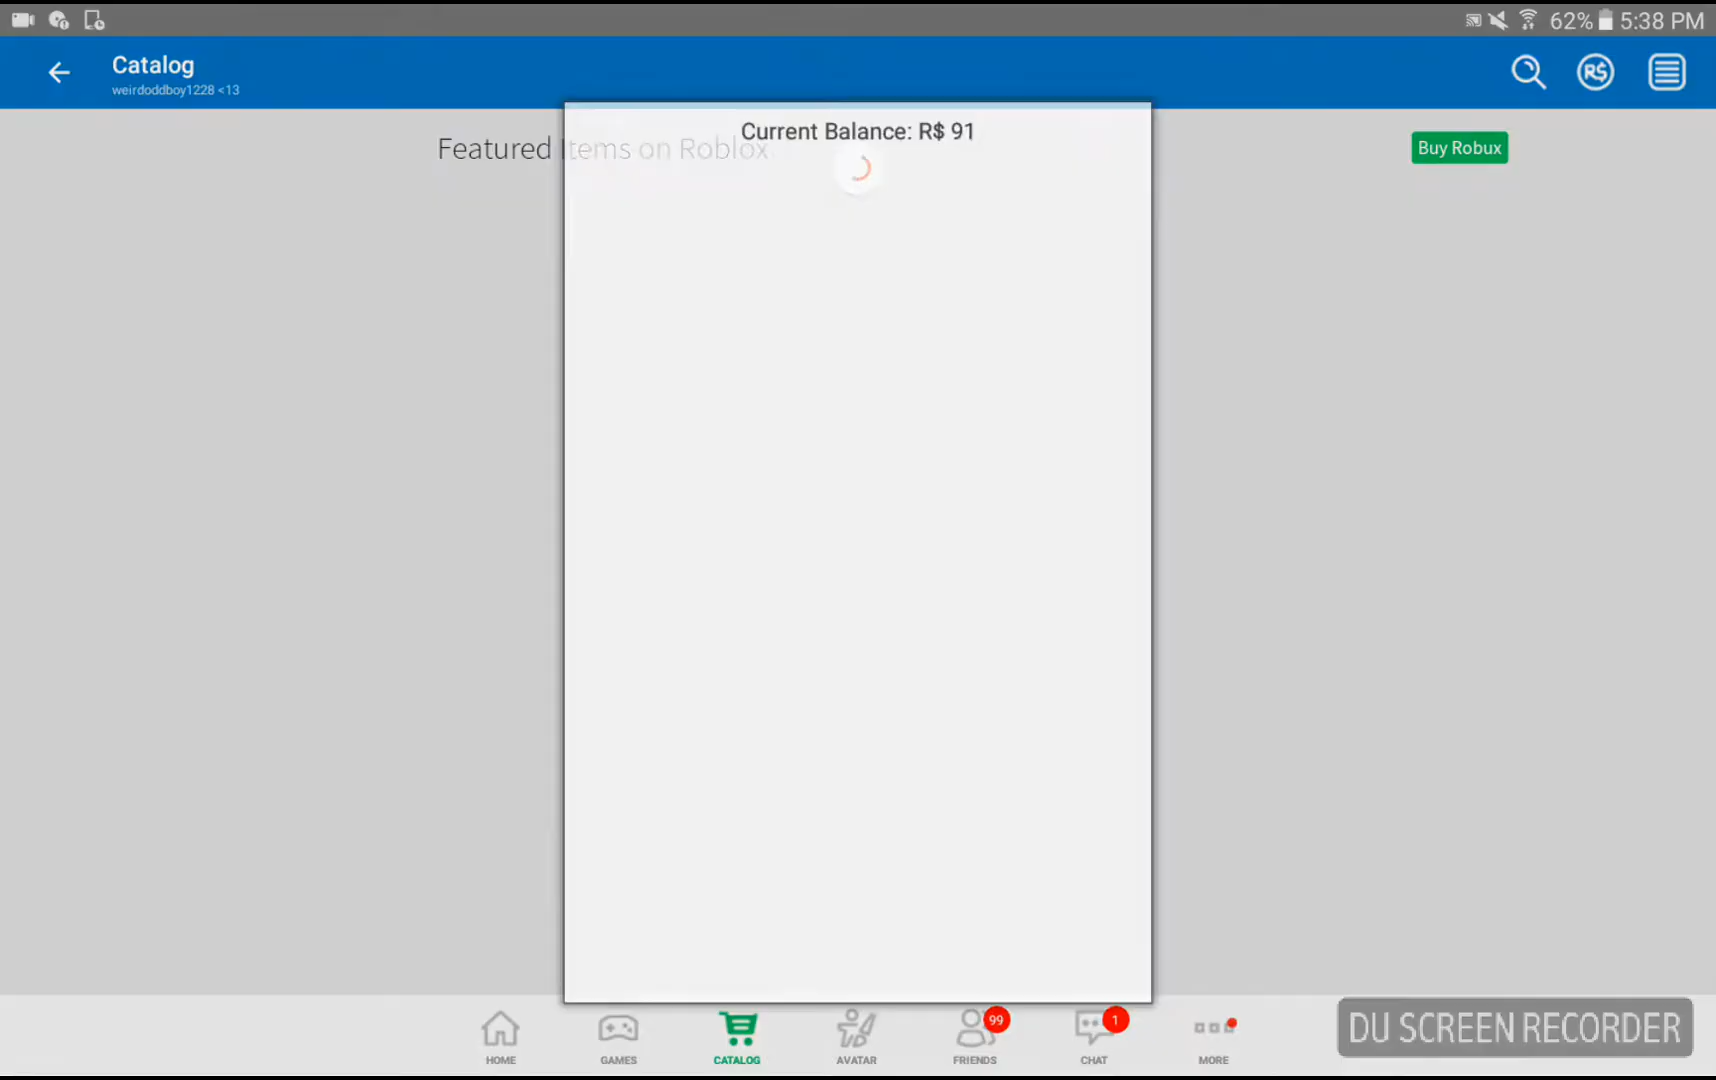 62% 5:38 PM
Catalog
weirdoddboy1228 <13
R$
Current Balance: R$ 91
Featured Items on Roblox
Buy Robux
99
1
HOME
GAMES
CATALOG
AVATAR
FRIENDS
CHAT
MORE
DU SCREEN RECORDER